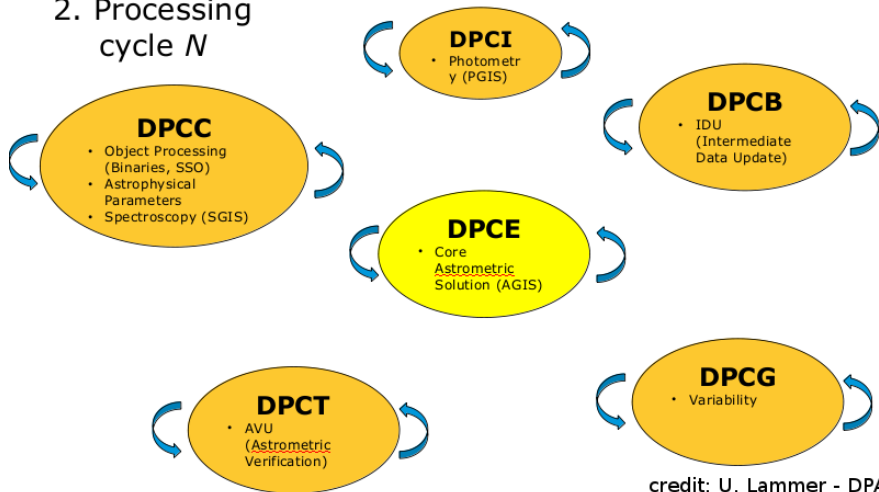 2. Processing
cycle N
DPCI
• Photometr
y (PGIS)
DPCB
• IDU
(Intermediate
Data Update)
DPCC
• Object Processing
(Binaries, SSO)
• Astrophysical
Parameters
• Spectroscopy (SGIS)
DPCE
• Core
Astrometric
Solution (AGIS)
DPCT
• AVU
(Astrometric
Verification)
DPCG
• Variability
credit: U. Lammer - DPA